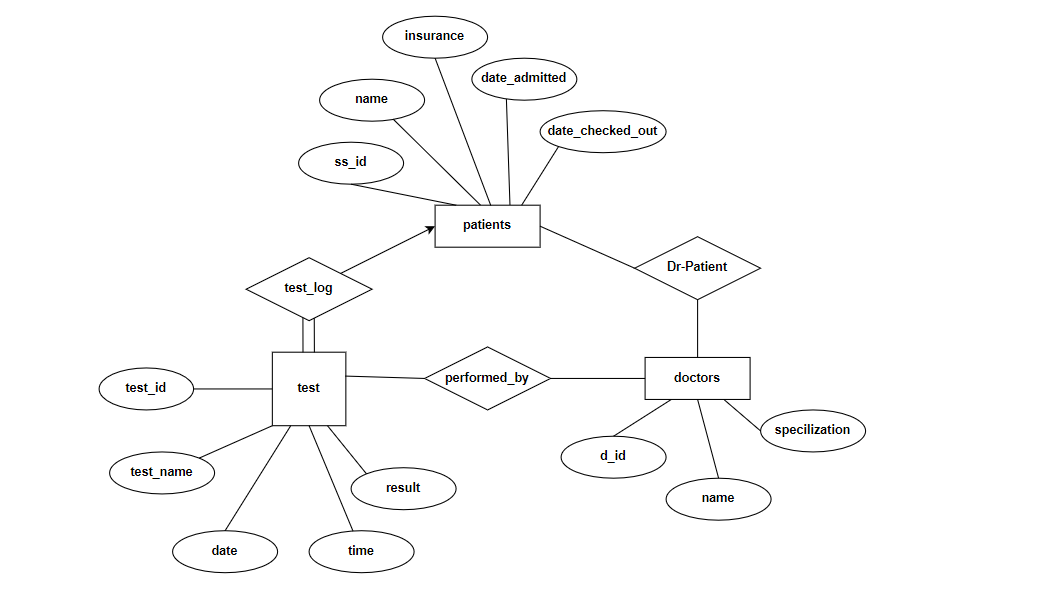 insurance
date_admitted
name
date_checked_out
ss_id
patients
Dr-Patient
test_log
test_id
test
performed_by
doctors
specilization
d_id
test_name
result
name
date
time